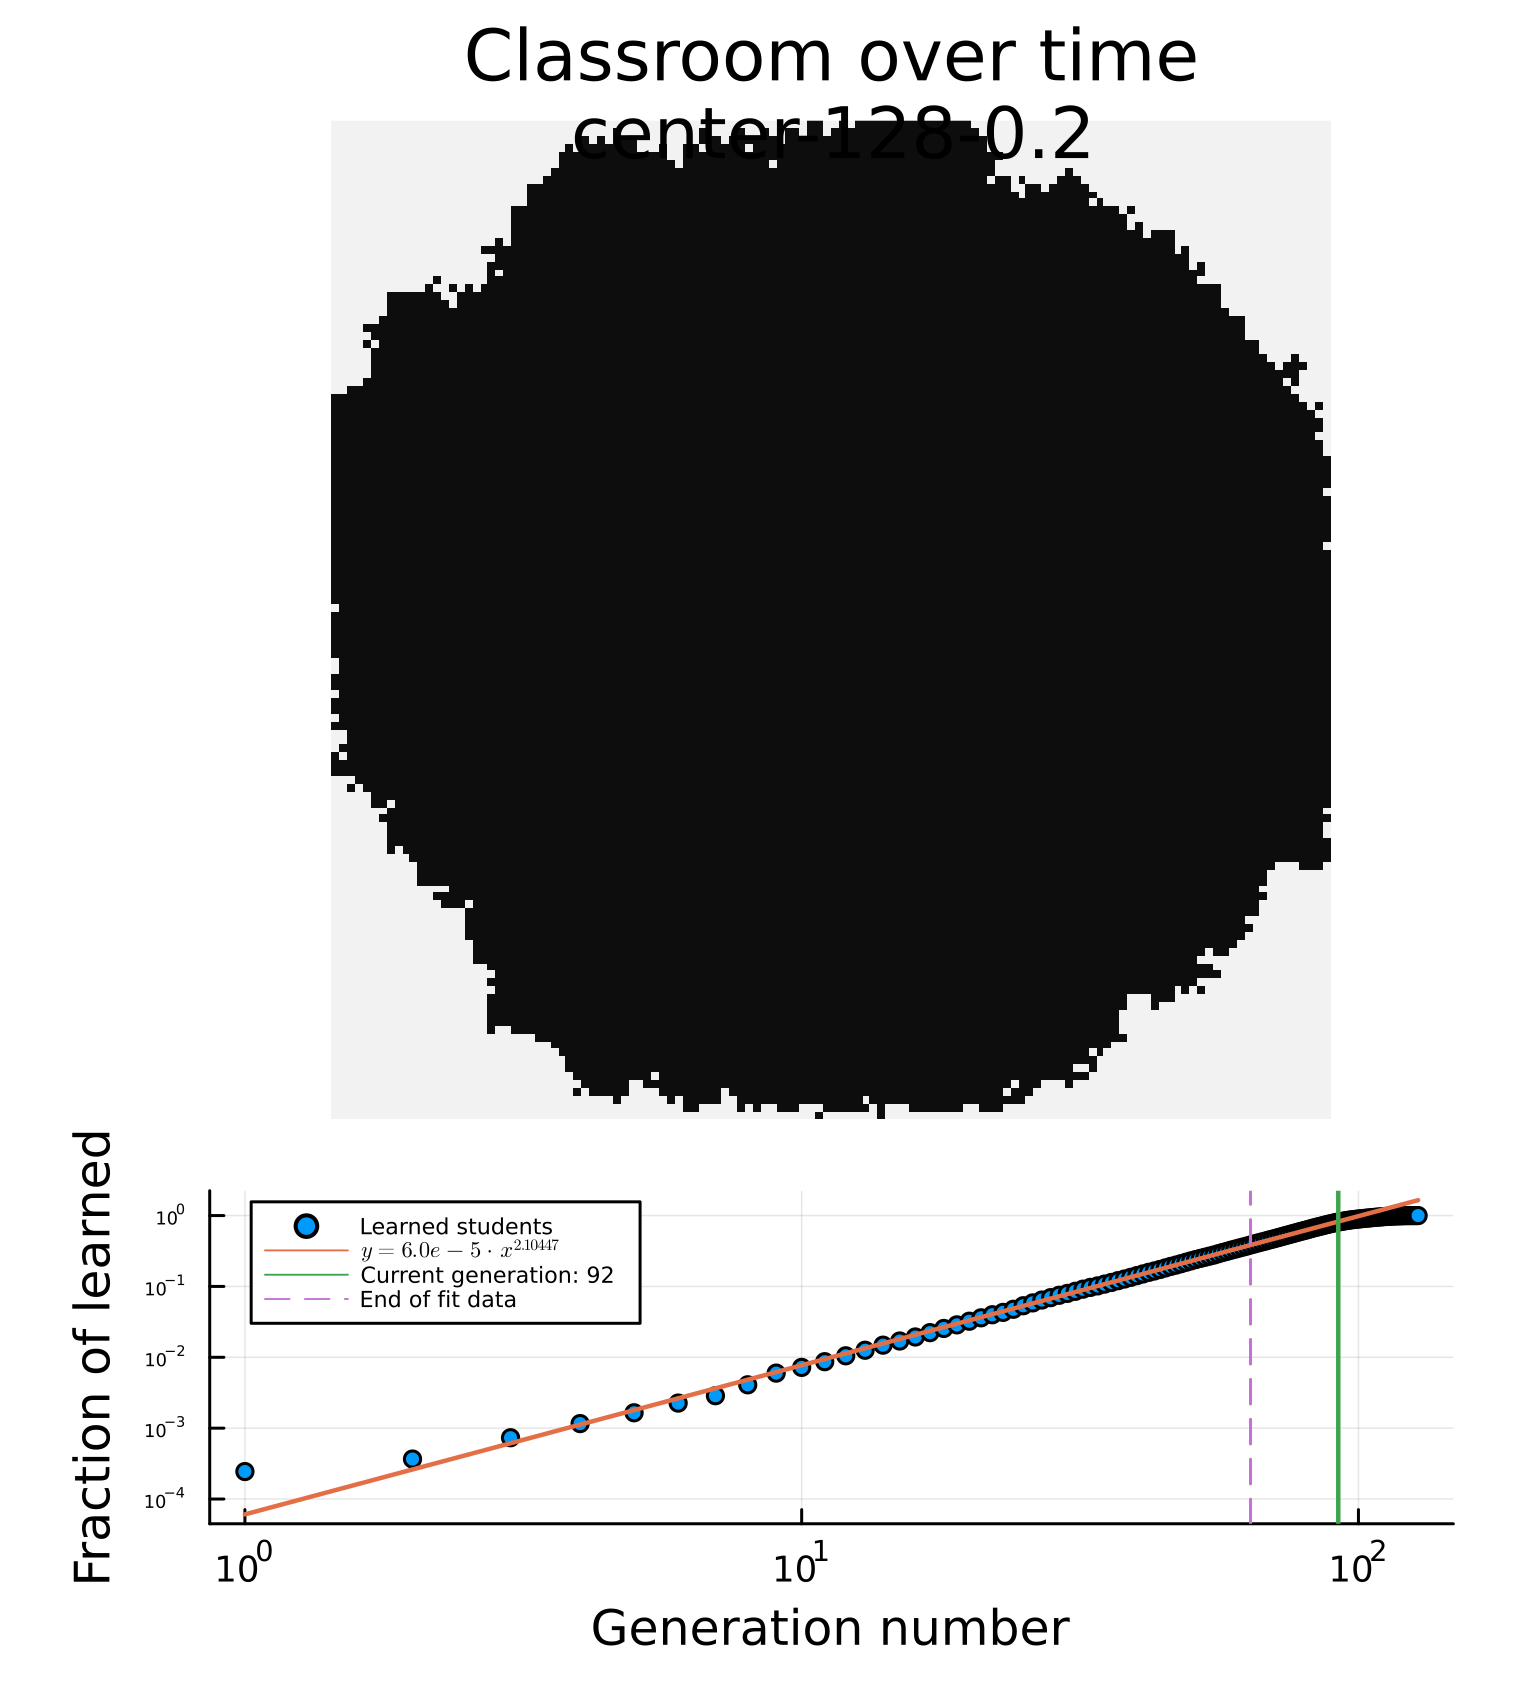 Classroom over time
center-128-0.2
Fraction of learned
10^0
10^-1
10^-2
10^-3
10^-4
Learned students
y = 6.0e - 5 · x^2.10447
Current generation: 92
End of fit data
10^0 10^1 10^2
Generation number